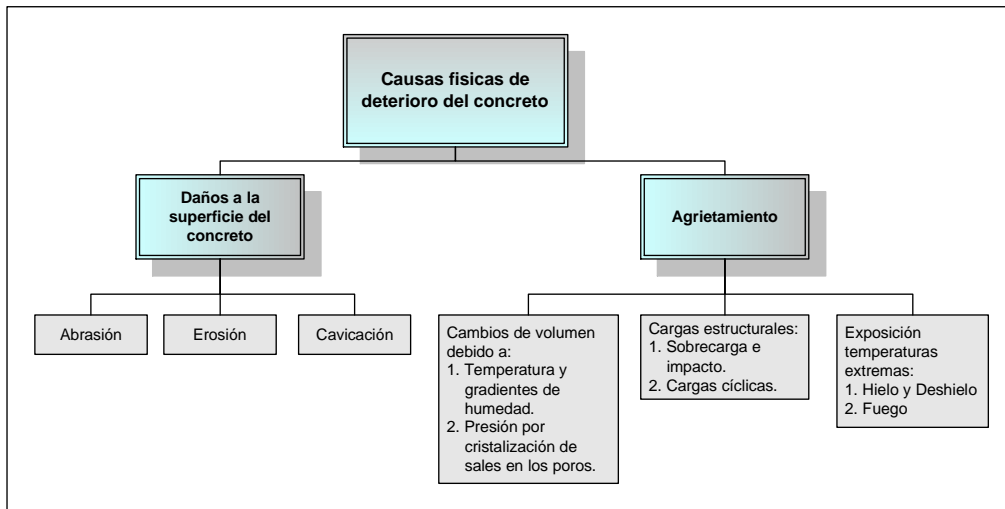 Causas fisicas de
deterioro del concreto
Daños a la
superficie del
concreto
Agrietamiento
Abrasión
Erosión
Cavicación
Cambios de volumen
debido a:
1. Temperatura y
gradientes de
humedad.
2. Presión por
cristalización de
sales en los poros.
Cargas estructurales:
1. Sobrecarga e
impacto.
2. Cargas cíclicas.
Exposición
temperaturas
extremas:
1. Hielo y Deshielo
2. Fuego